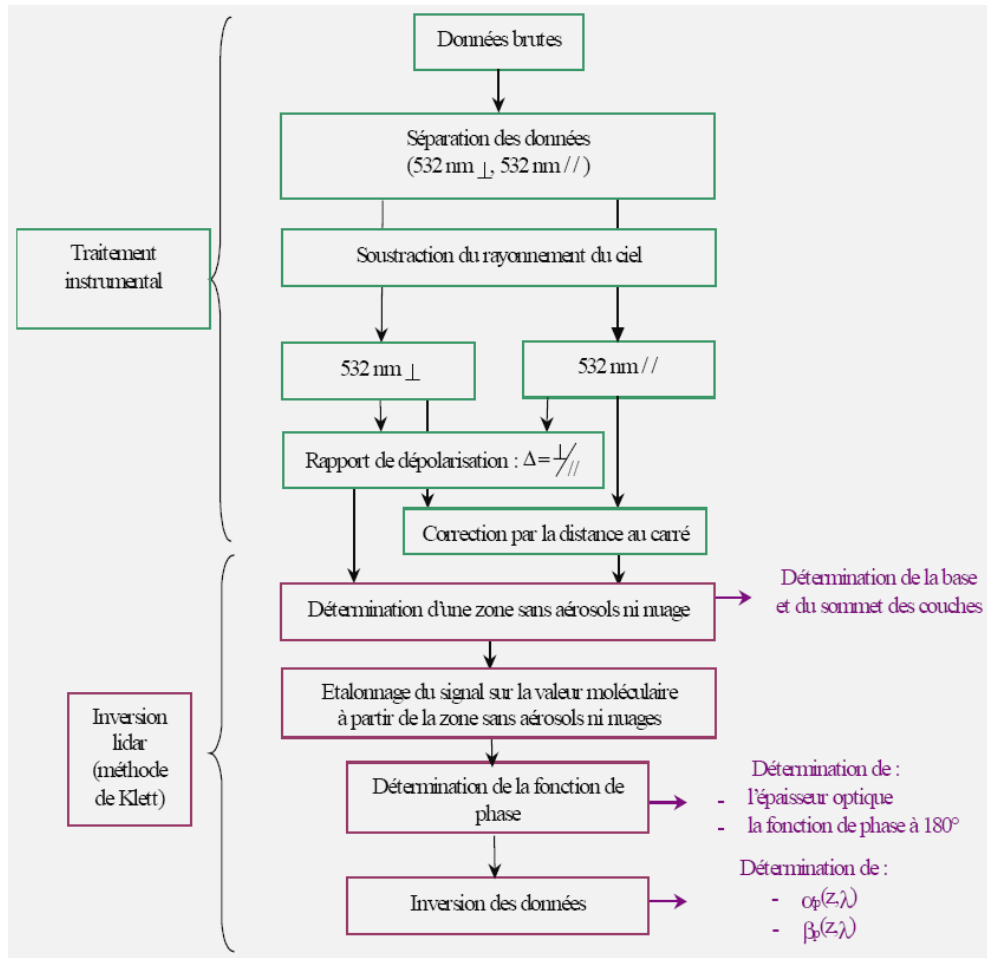 Données brutes
Séparation des données
(532 nm ⊥, 532 nm //)
Traitement
instrumental
Soustraction du rayonnement du ciel
532 nm ⊥
532 nm //
Rapport de dépolarisation : Δ = ⊥/∥
Correction par la distance au carré
Détermination d'une zone sans aérosols ni nuage
Détermination de la base
et du sommet des couches
Etalonnage du signal sur la valeur moléculaire
à partir de la zone sans aérosols ni nuages
Inversion
lidar
(méthode
de Klett)
Détermination de la fonction de
phase
Détermination de :
- l'épaisseur optique
- la fonction de phase à 180°
Inversion des données
Détermination de :
- αp(z,λ)
- βp(z,λ)